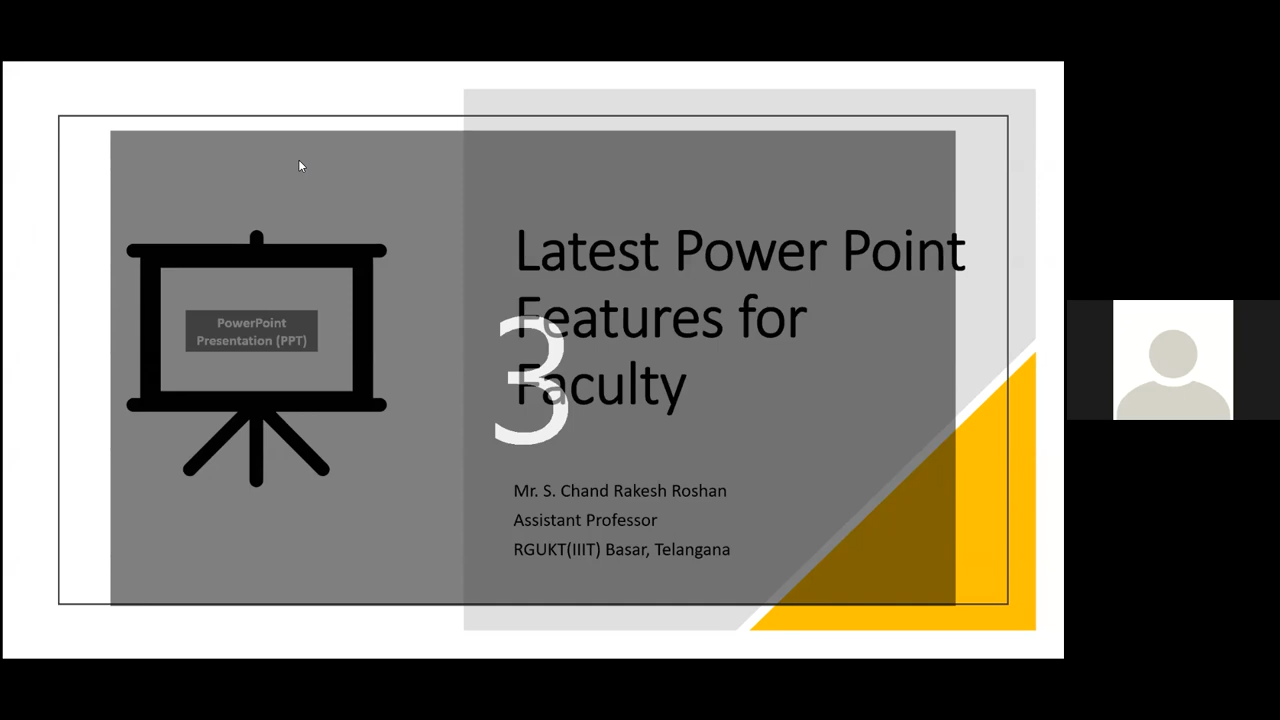 PowerPoint
Presentation (PPT)
Latest Power Point
Features for
Faculty
3
Mr. S. Chand Rakesh Roshan
Assistant Professor
RGUKT(IIIT) Basar, Telangana